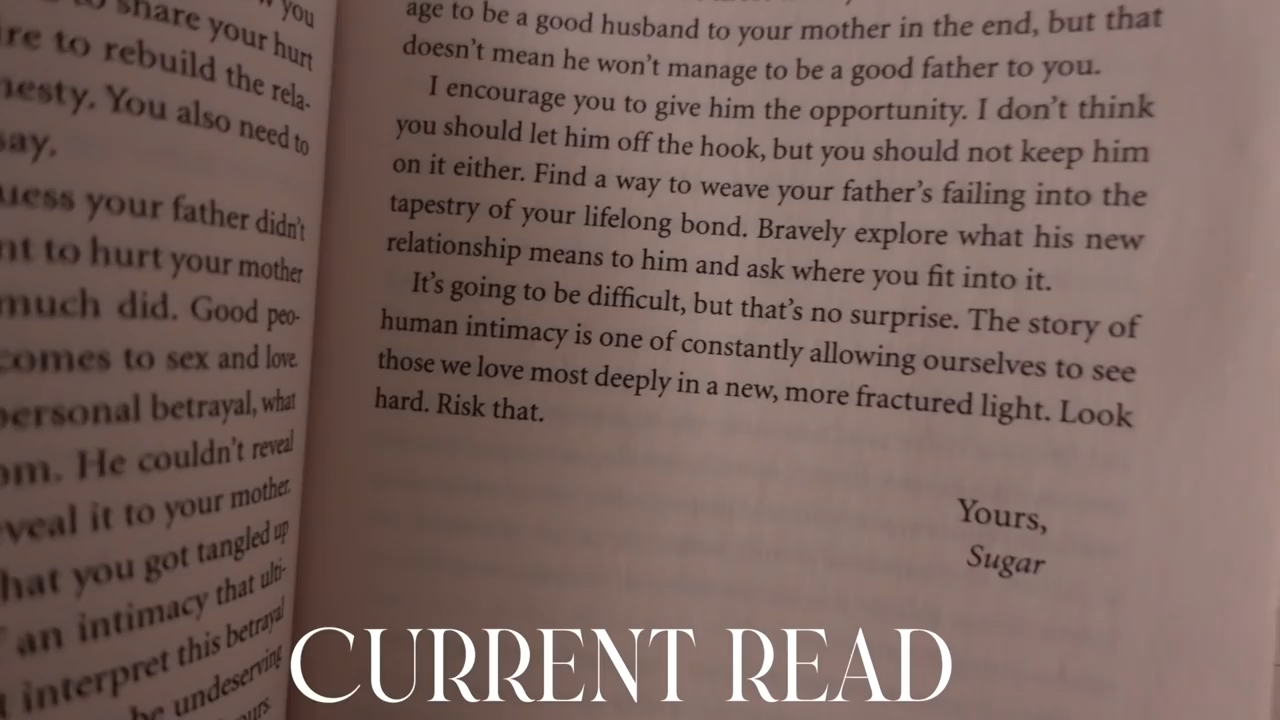 you
share your hurt
re to rebuild the rela-
nesty. You also need to
say.
uess your father didn't
nt to hurt your mother
much did. Good peo-
comes to sex and love
personal betrayal, what
om. He couldn't reveal
veal it to your mother.
hat you got tangled up
an intimacy that ulti-
interpret this betrayal
be undeserving
ours
age to be a good husband to your mother in the end, but that
doesn't mean he won't manage to be a good father to you.
I encourage you to give him the opportunity. I don't think
you should let him off the hook, but you should not keep him
on it either. Find a way to weave your father's failing into the
tapestry of your lifelong bond. Bravely explore what his new
relationship means to him and ask where you fit into it.
It's going to be difficult, but that's no surprise. The story of
human intimacy is one of constantly allowing ourselves to see
those we love most deeply in a new, more fractured light. Look
hard. Risk that.
Yours,
Sugar
CURRENT READ